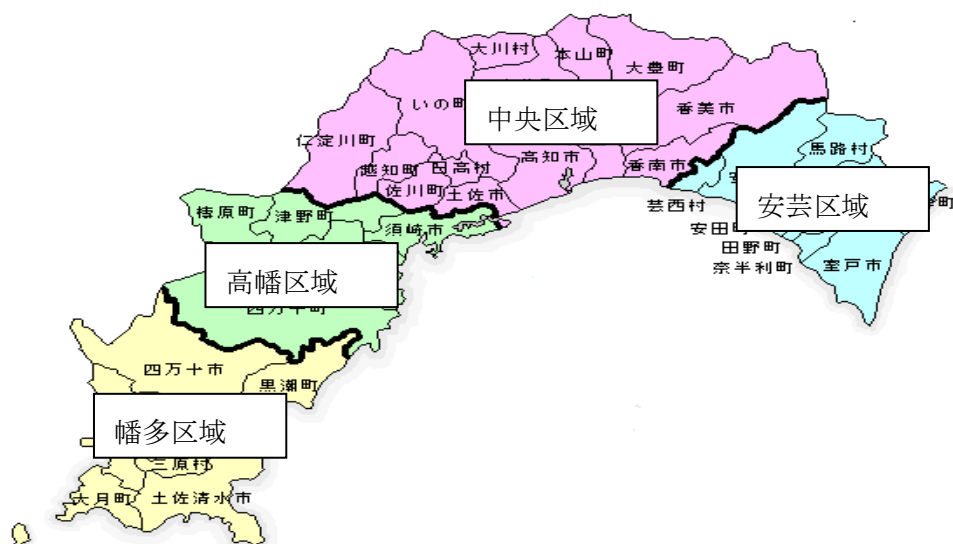 大川村
本山町
大豊町
いの町
中央区域
香美市
仁淀川町
馬路村
越知町
日高村
高知市
香南市
佐川町
土佐市
安芸区域
梼原町
津野町
須崎市
芸西村
安田町
田野町
奈半利町
室戸市
高幡区域
四万十町
四万十市
黒潮町
幡多区域
三原村
大月町
土佐清水市